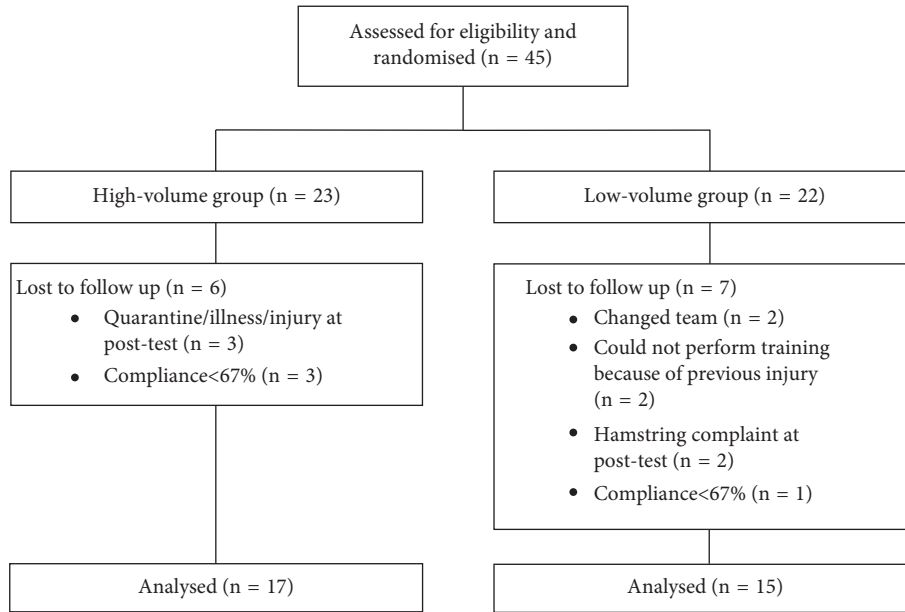 Assessed for eligibility and
randomised (n = 45)
High-volume group (n = 23)
Low-volume group (n = 22)
Lost to follow up (n = 6)
• Quarantine/illness/injury at
post-test (n = 3)
• Compliance<67% (n = 3)
Lost to follow up (n = 7)
• Changed team (n = 2)
• Could not perform training
because of previous injury
(n = 2)
• Hamstring complaint at
post-test (n = 2)
• Compliance<67% (n = 1)
Analysed (n = 17)
Analysed (n = 15)